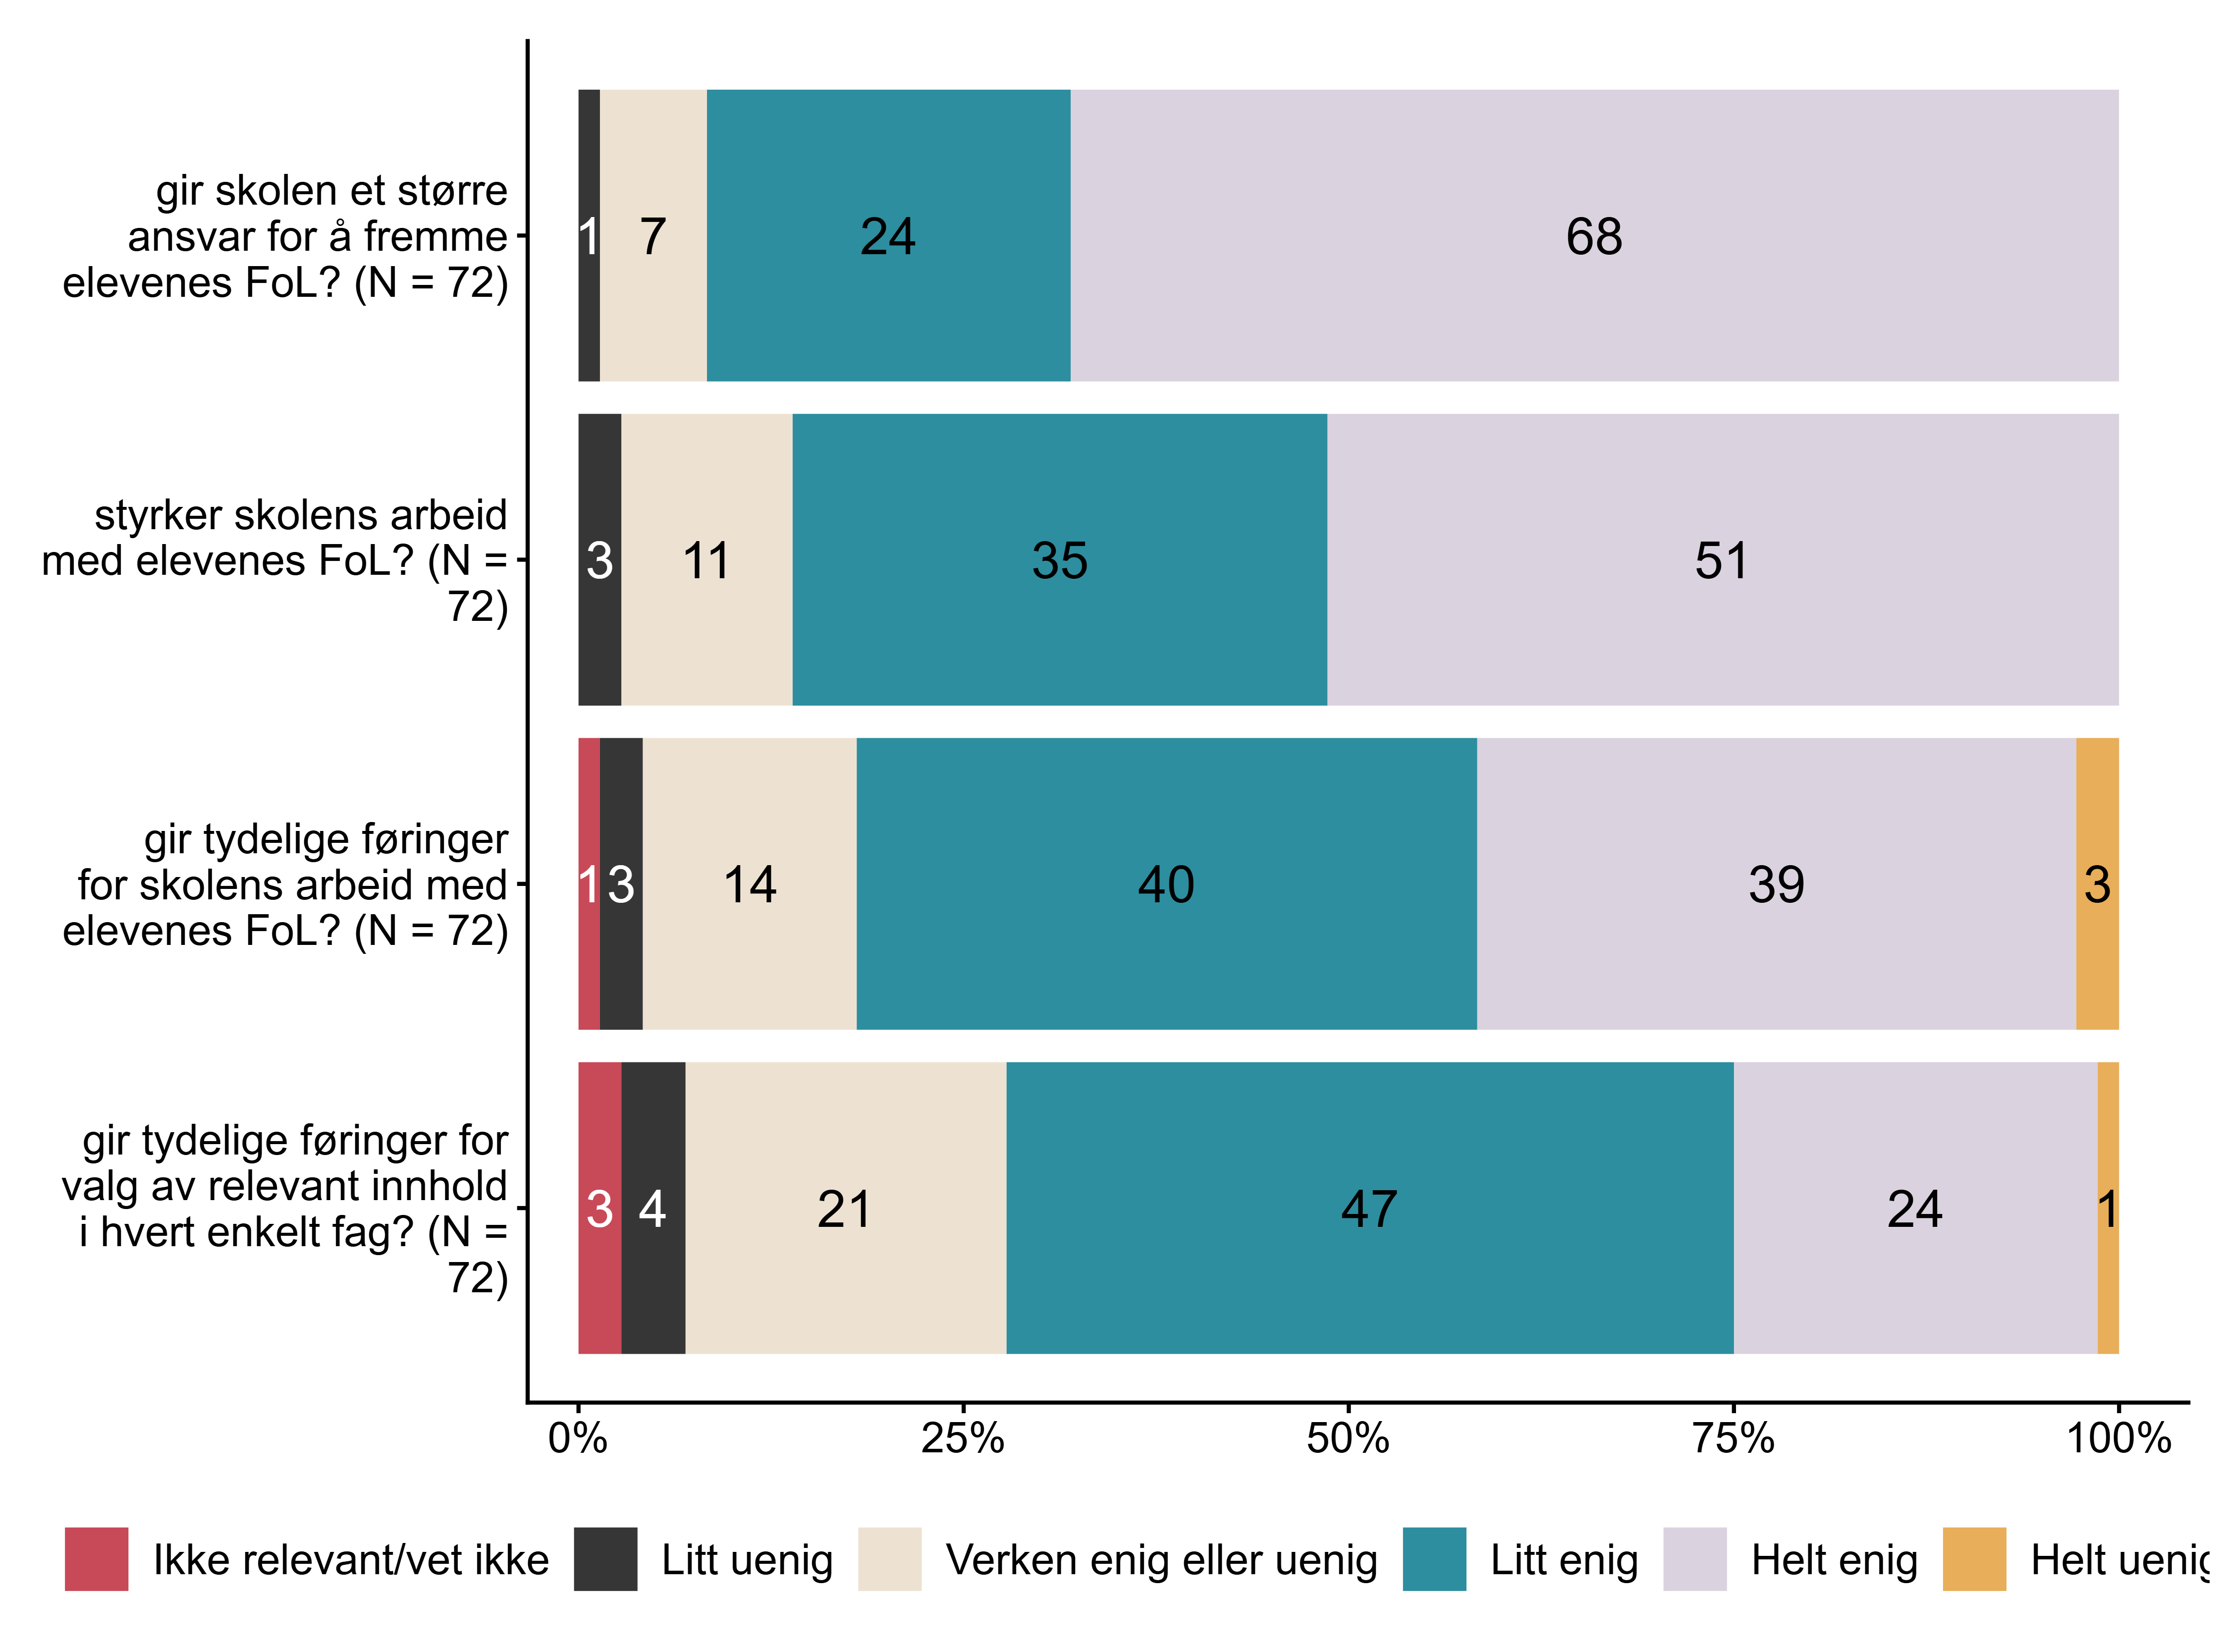 gir skolen et større
ansvar for å fremme
elevenes FoL? (N = 72)
1 7 24 68
styrker skolens arbeid
med elevenes FoL? (N =
72)
3 11 35 51
gir tydelige føringer
for skolens arbeid med
elevenes FoL? (N = 72)
1 3 14 40 39 3
gir tydelige føringer for
valg av relevant innhold
i hvert enkelt fag? (N =
72)
3 4 21 47 24 1
0% 25% 50% 75% 100%
Ikke relevant/vet ikke Litt uenig Verken enig eller uenig Litt enig Helt enig Helt uenig